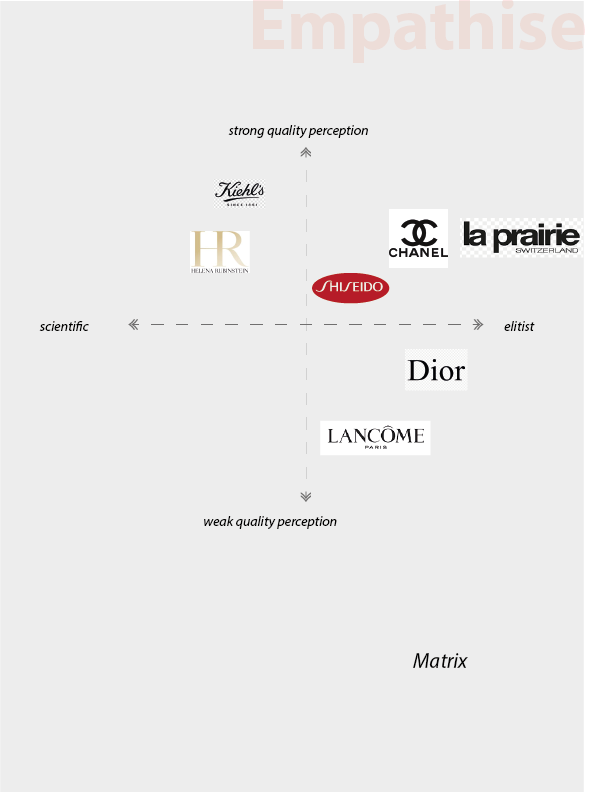 Empathise
strong quality perception
Kiehl's
SINCE 1851
HR
HELENA RUBINSTEIN
CHANEL
la prairie
SWITZERLAND
SHISEIDO
scientific
elitist
Dior
LANCÔME
PARIS
weak quality perception
Matrix